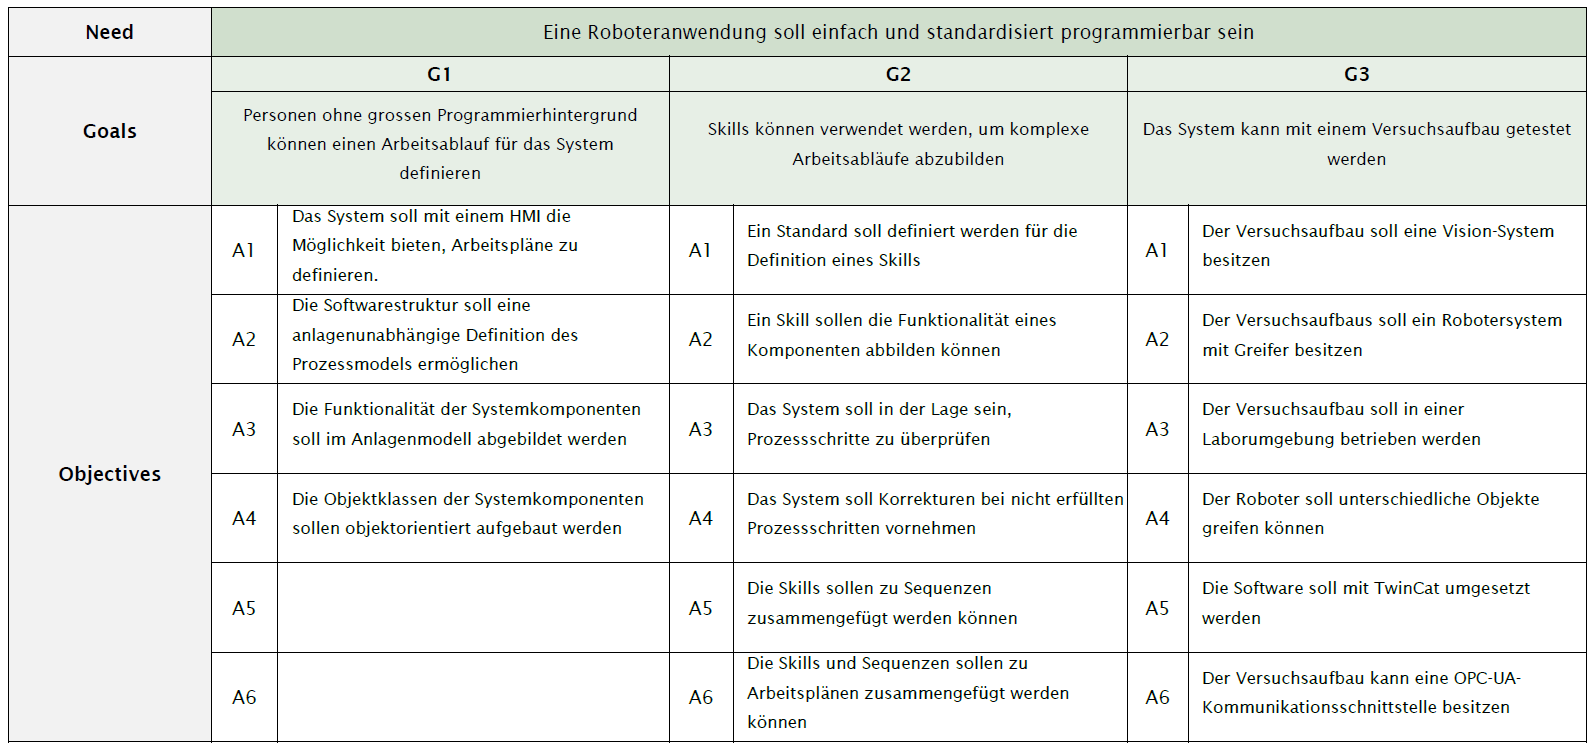 Need
Eine Roboteranwendung soll einfach und standardisiert programmierbar sein
Goals
G1
G2
G3
Personen ohne grossen Programmierhintergrund
können einen Arbeitsablauf für das System
definieren
Skills können verwendet werden, um komplexe
Arbeitsabläufe abzubilden
Das System kann mit einem Versuchsaufbau getestet
werden
Objectives
A1
Das System soll mit einem HMI die
Möglichkeit bieten, Arbeitspläne zu
definieren.
A1
Ein Standard soll definiert werden für die
Definition eines Skills
A1
Der Versuchsaufbau soll eine Vision-System
besitzen
A2
Die Softwarestruktur soll eine
anlagenunabhängige Definition des
Prozessmodels ermöglichen
A2
Ein Skill sollen die Funktionalität eines
Komponenten abbilden können
A2
Der Versuchsaufbaus soll ein Robotersystem
mit Greifer besitzen
A3
Die Funktionalität der Systemkomponenten
soll im Anlagenmodell abgebildet werden
A3
Das System soll in der Lage sein,
Prozessschritte zu überprüfen
A3
Der Versuchsaufbau soll in einer
Laborumgebung betrieben werden
A4
Die Objektklassen der Systemkomponenten
sollen objektorientiert aufgebaut werden
A4
Das System soll Korrekturen bei nicht erfüllten
Prozessschritten vornehmen
A4
Der Roboter soll unterschiedliche Objekte
greifen können
A5
A5
Die Skills sollen zu Sequenzen
zusammengefügt werden können
A5
Die Software soll mit TwinCat umgesetzt
werden
A6
A6
Die Skills und Sequenzen sollen zu
Arbeitsplänen zusammengefügt werden
können
A6
Der Versuchsaufbau kann eine OPC-UA-
Kommunikationsschnittstelle besitzen